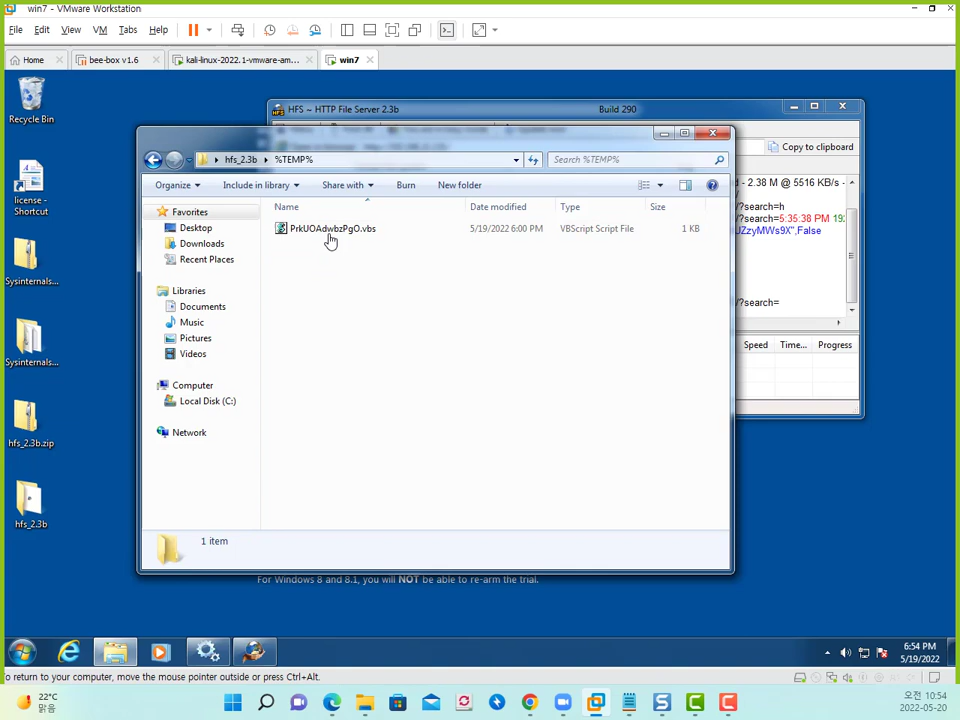 win7 - VMware Workstation
File Edit View VM Tabs Help
Home bee-box v1.6 kali-linux-2022.1-vmware-am... win7
Recycle Bin
license - Shortcut
Sysinternals...
Sysinternals...
hfs_2.3b.zip
hfs_2.3b
HFS ~ HTTP File Server 2.3b Build 290
Copy to clipboard
- 2.38 M @ 5516 KB/s -
/?search=h
/?search=5:35:38 PM 192
JZzyMWs9X",False
/?search=
Speed Time... Progress
hfs_2.3b %TEMP% Search %TEMP%
Organize Include in library Share with Burn New folder
Favorites
Desktop
Downloads
Recent Places
Libraries
Documents
Music
Pictures
Videos
Computer
Local Disk (C:)
Network
Name Date modified Type Size
PrkUOAdwbzPgO.vbs 5/19/2022 6:00 PM VBScript Script File 1 KB
1 item
For Windows 8 and 8.1, you will NOT be able to re-arm the trial.
6:54 PM
5/19/2022
To return to your computer, move the mouse pointer outside or press Ctrl+Alt.
22°C
맑음
오전 10:54
2022-05-20